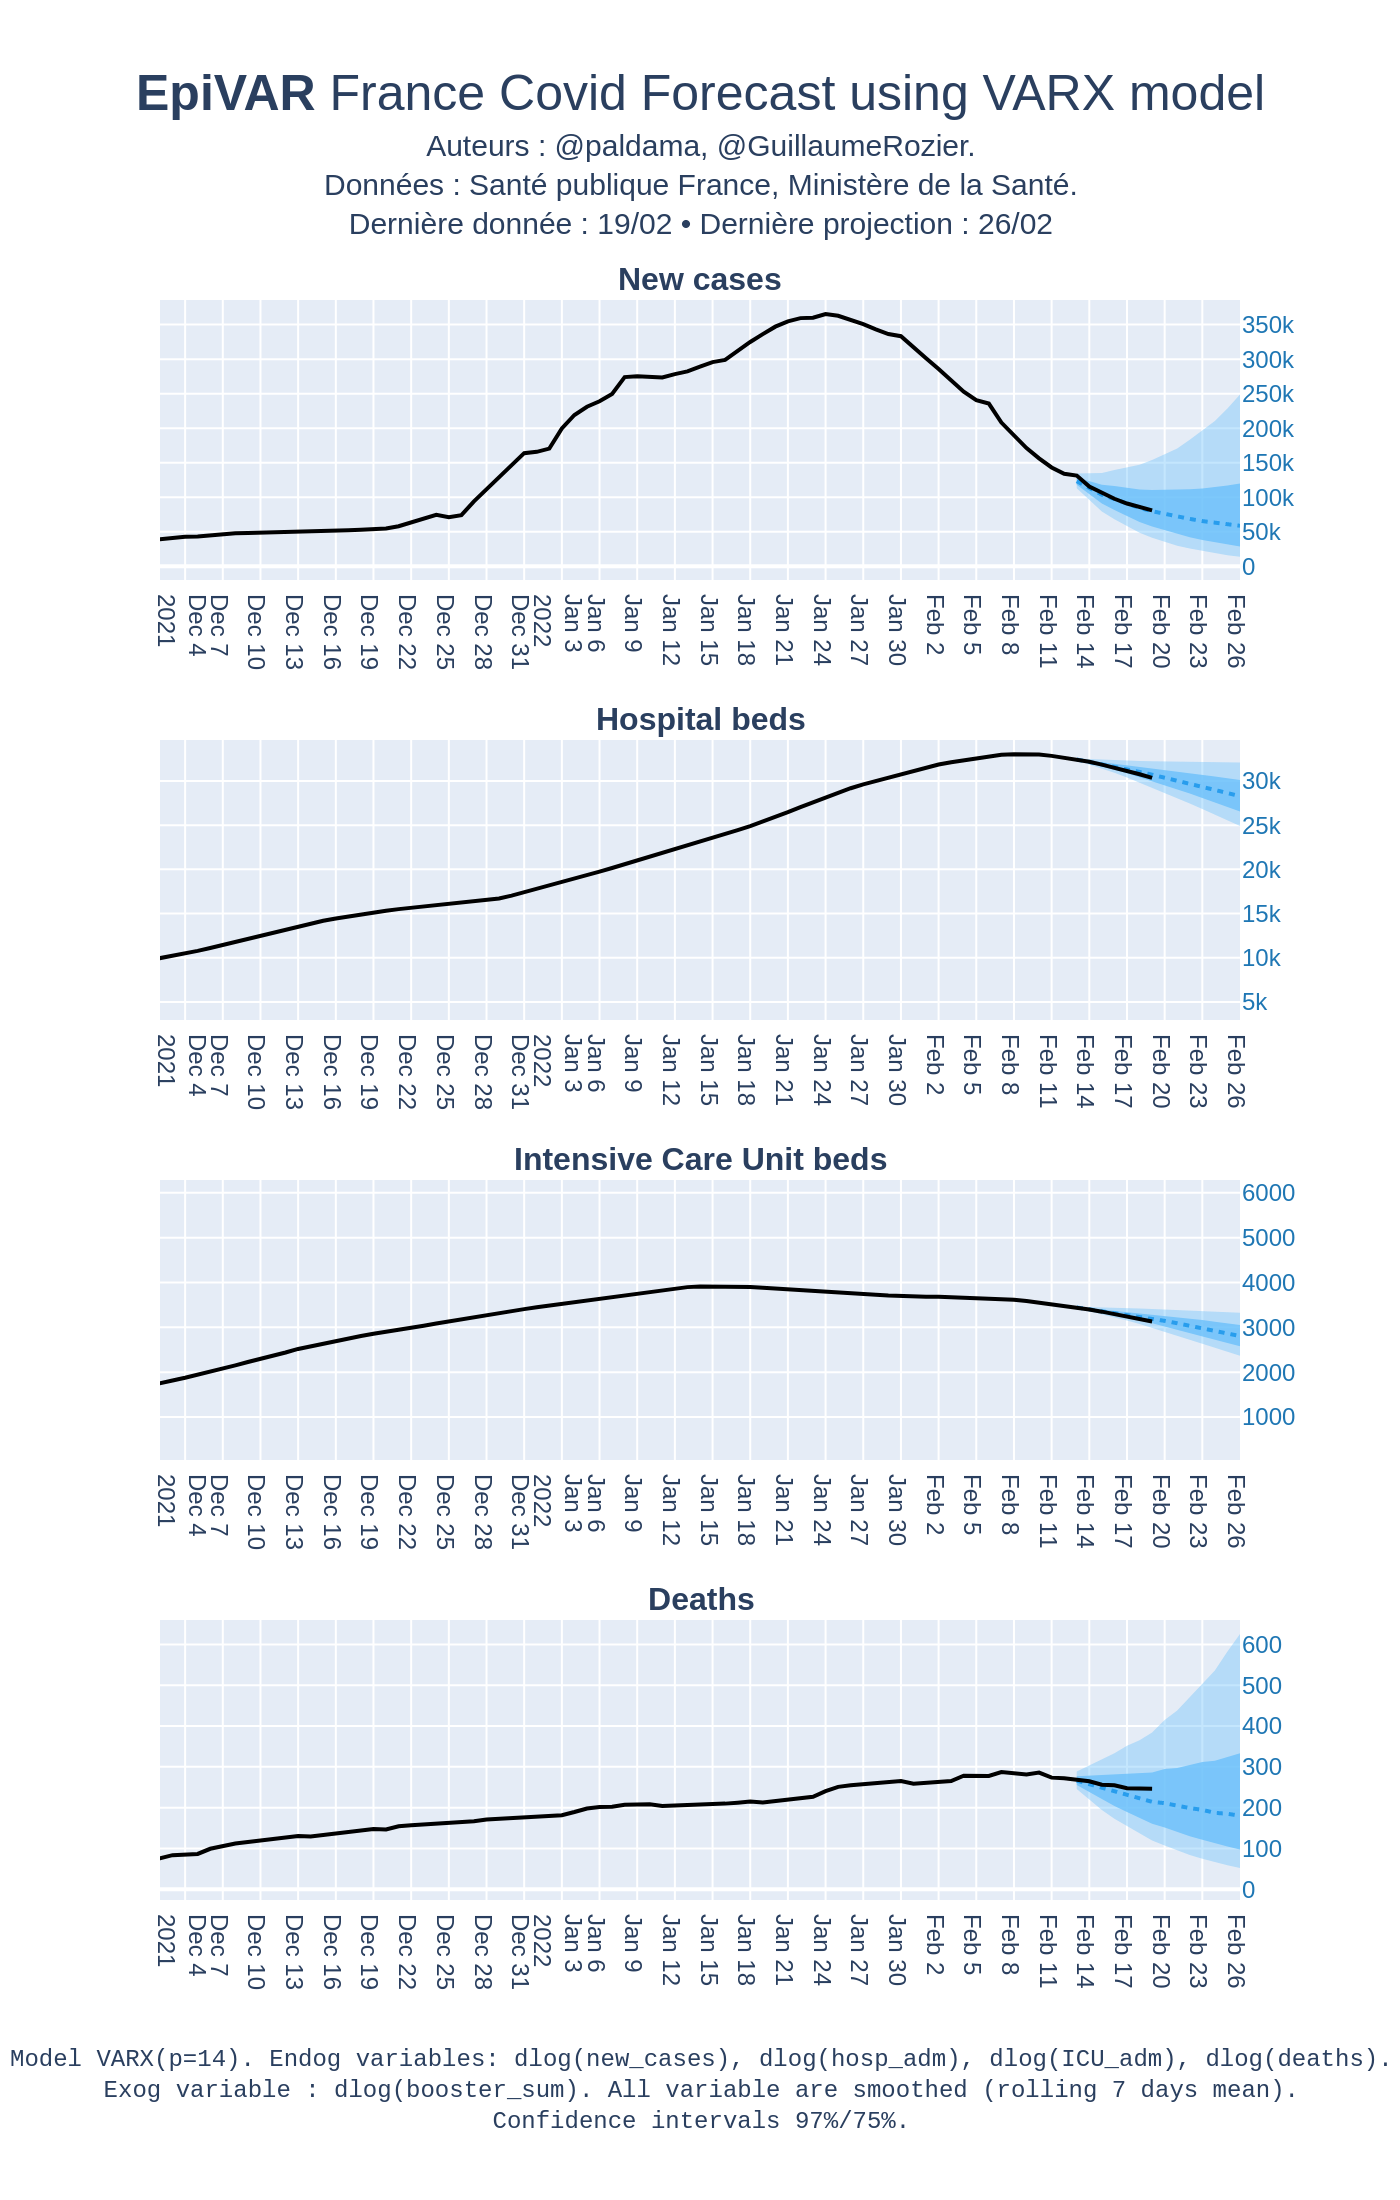 EpiVAR France Covid Forecast using VARX model
Auteurs : @paldama, @GuillaumeRozier.
Données : Santé publique France, Ministère de la Santé.
Dernière donnée : 19/02 • Dernière projection : 26/02
New cases
350k
300k
250k
200k
150k
100k
50k
0
2021 Dec 4 Dec 7 Dec 10 Dec 13 Dec 16 Dec 19 Dec 22 Dec 25 Dec 28 Dec 31 2022 Jan 3 Jan 6 Jan 9 Jan 12 Jan 15 Jan 18 Jan 21 Jan 24 Jan 27 Jan 30 Feb 2 Feb 5 Feb 8 Feb 11 Feb 14 Feb 17 Feb 20 Feb 23 Feb 26
Hospital beds
30k
25k
20k
15k
10k
5k
2021 Dec 4 Dec 7 Dec 10 Dec 13 Dec 16 Dec 19 Dec 22 Dec 25 Dec 28 Dec 31 2022 Jan 3 Jan 6 Jan 9 Jan 12 Jan 15 Jan 18 Jan 21 Jan 24 Jan 27 Jan 30 Feb 2 Feb 5 Feb 8 Feb 11 Feb 14 Feb 17 Feb 20 Feb 23 Feb 26
Intensive Care Unit beds
6000
5000
4000
3000
2000
1000
2021 Dec 4 Dec 7 Dec 10 Dec 13 Dec 16 Dec 19 Dec 22 Dec 25 Dec 28 Dec 31 2022 Jan 3 Jan 6 Jan 9 Jan 12 Jan 15 Jan 18 Jan 21 Jan 24 Jan 27 Jan 30 Feb 2 Feb 5 Feb 8 Feb 11 Feb 14 Feb 17 Feb 20 Feb 23 Feb 26
Deaths
600
500
400
300
200
100
0
2021 Dec 4 Dec 7 Dec 10 Dec 13 Dec 16 Dec 19 Dec 22 Dec 25 Dec 28 Dec 31 2022 Jan 3 Jan 6 Jan 9 Jan 12 Jan 15 Jan 18 Jan 21 Jan 24 Jan 27 Jan 30 Feb 2 Feb 5 Feb 8 Feb 11 Feb 14 Feb 17 Feb 20 Feb 23 Feb 26
Model VARX(p=14). Endog variables: dlog(new_cases), dlog(hosp_adm), dlog(ICU_adm), dlog(deaths).
Exog variable : dlog(booster_sum). All variable are smoothed (rolling 7 days mean).
Confidence intervals 97%/75%.